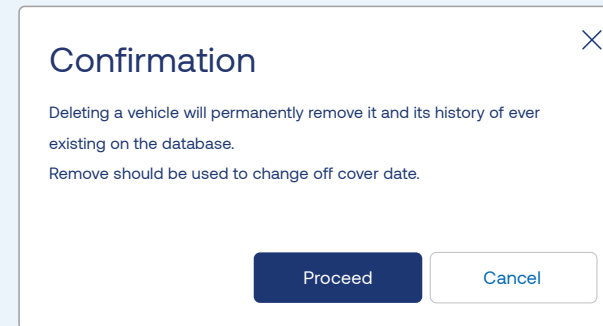 Confirmation
Deleting a vehicle will permanently remove it and its history of ever
existing on the database.
Remove should be used to change off cover date.
Proceed
Cancel